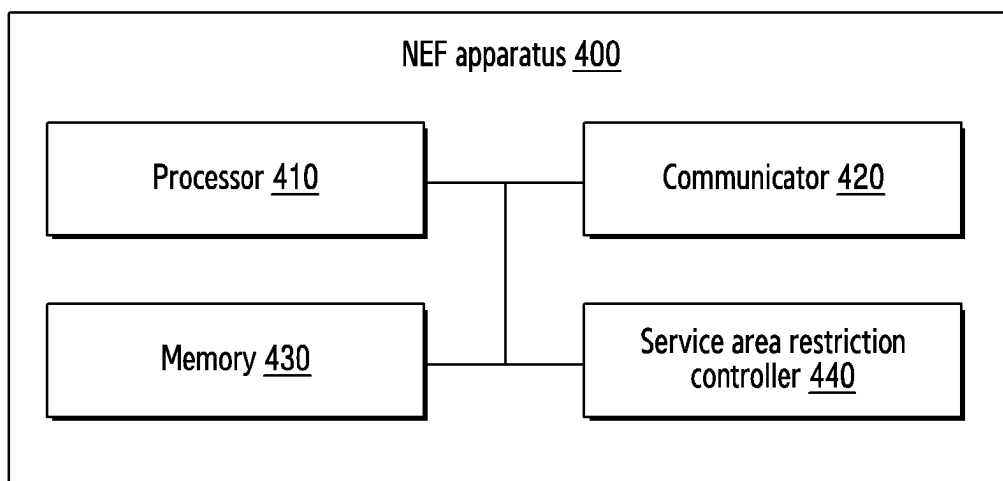 NEF apparatus 400
Processor 410
Communicator 420
Memory 430
Service area restriction
controller 440